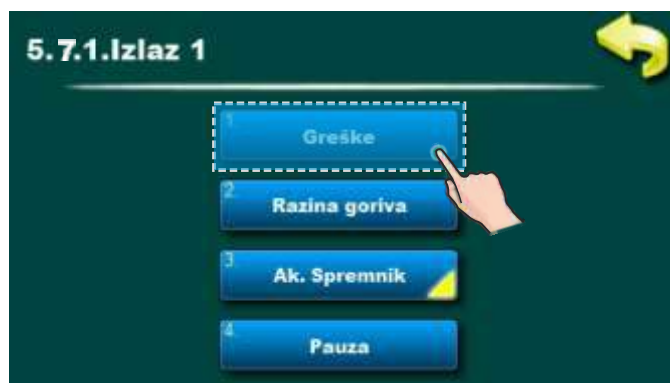 5.7.1.Izlaz 1
1
Greške
2
Razina goriva
3
Ak. Spremnik
4
Pauza